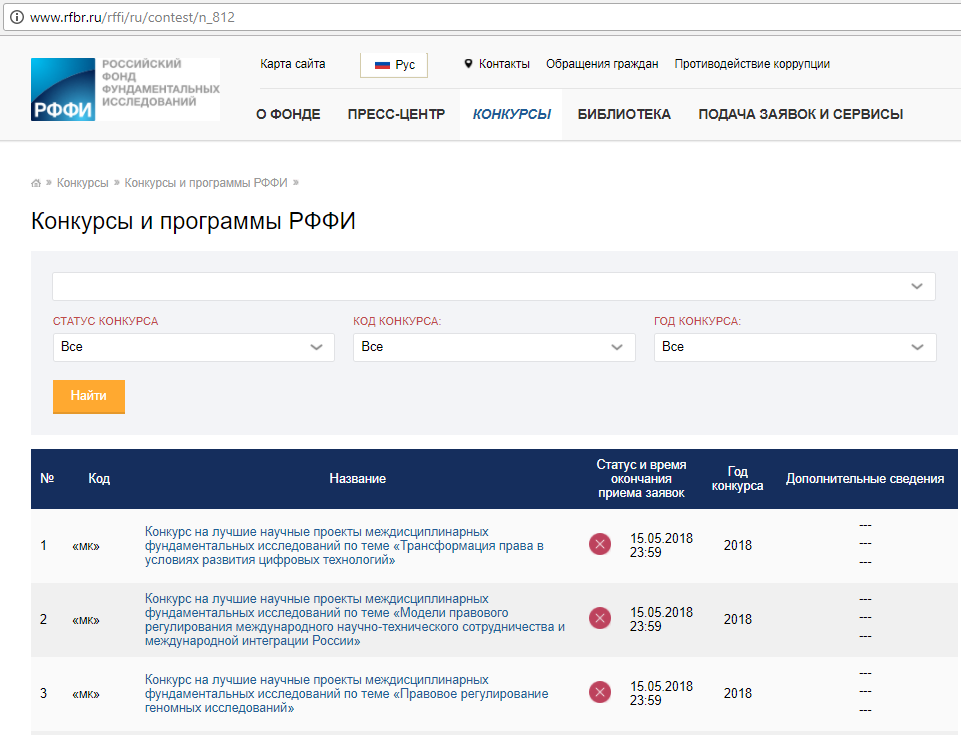 www.rfbr.ru/rffi/ru/contest/n_812
РОССИЙСКИЙ
ФОНД
ФУНДАМЕНТАЛЬНЫХ
ИССЛЕДОВАНИЙ
РФФИ
Карта сайта
Рус
Контакты
Обращения граждан
Противодействие коррупции
О ФОНДЕ
ПРЕСС-ЦЕНТР
КОНКУРСЫ
БИБЛИОТЕКА
ПОДАЧА ЗАЯВОК И СЕРВИСЫ
» Конкурсы » Конкурсы и программы РФФИ »
Конкурсы и программы РФФИ
СТАТУС КОНКУРСА
Все
КОД КОНКУРСА:
Все
ГОД КОНКУРСА:
Все
Найти
№
Код
Название
Статус и время
окончания
приема заявок
Год
конкурса
Дополнительные сведения
1
«мк»
Конкурс на лучшие научные проекты междисциплинарных
фундаментальных исследований по теме «Трансформация права в
условиях развития цифровых технологий»
15.05.2018
23:59
2018
---
---
---
2
«мк»
Конкурс на лучшие научные проекты междисциплинарных
фундаментальных исследований по теме «Модели правового
регулирования международного научно-технического сотрудничества и
международной интеграции России»
15.05.2018
23:59
2018
---
---
---
3
«мк»
Конкурс на лучшие научные проекты междисциплинарных
фундаментальных исследований по теме «Правовое регулирование
геномных исследований»
15.05.2018
23:59
2018
---
---
---